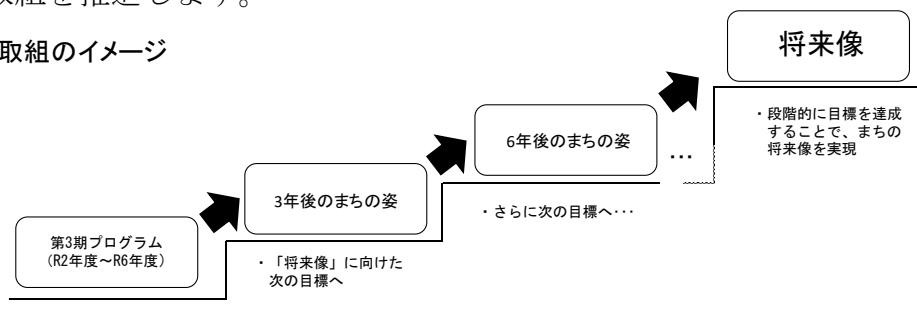 取組を推進します。
取組のイメージ
将来像
・段階的に目標を達成
することで、まちの
将来像を実現
6年後のまちの姿
…
・さらに次の目標へ･･･
3年後のまちの姿
・「将来像」に向けた
次の目標へ
第3期プログラム
（R2年度～R6年度）